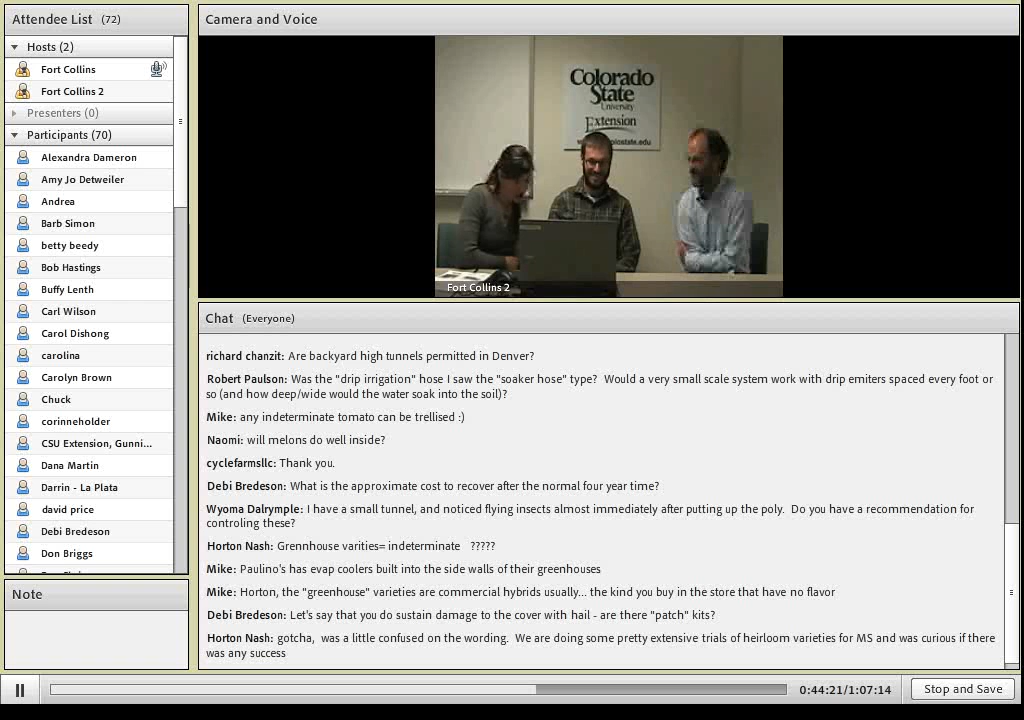 Attendee List (72)
Hosts (2)
Fort Collins
Fort Collins 2
Presenters (0)
Participants (70)
Alexandra Dameron
Amy Jo Detweiler
Andrea
Barb Simon
betty beedy
Bob Hastings
Buffy Lenth
Carl Wilson
Carol Dishong
carolina
Carolyn Brown
Chuck
corinneholder
CSU Extension, Gunni...
Dana Martin
Darrin - La Plata
david price
Debi Bredeson
Don Briggs
Note
Camera and Voice
Colorado
State
University
Extension
Fort Collins 2
Chat (Everyone)
richard chanzit: Are backyard high tunnels permitted in Denver?
Robert Paulson: Was the "drip irrigation" hose I saw the "soaker hose" type? Would a very small scale system work with drip emiters spaced every foot or
so (and how deep/wide would the water soak into the soil)?
Mike: any indeterminate tomato can be trellised :)
Naomi: will melons do well inside?
cyclefarmsllc: Thank you.
Debi Bredeson: What is the approximate cost to recover after the normal four year time?
Wyoma Dalrymple: I have a small tunnel, and noticed flying insects almost immediately after putting up the poly. Do you have a recommendation for
controling these?
Horton Nash: Grennhouse varities= indeterminate ?????
Mike: Paulino's has evap coolers built into the side walls of their greenhouses
Mike: Horton, the "greenhouse" varieties are commercial hybrids usually... the kind you buy in the store that have no flavor
Debi Bredeson: Let's say that you do sustain damage to the cover with hail - are there "patch" kits?
Horton Nash: gotcha, was a little confused on the wording. We are doing some pretty extensive trials of heirloom varieties for MS and was curious if there
was any success
0:44:21/1:07:14
Stop and Save